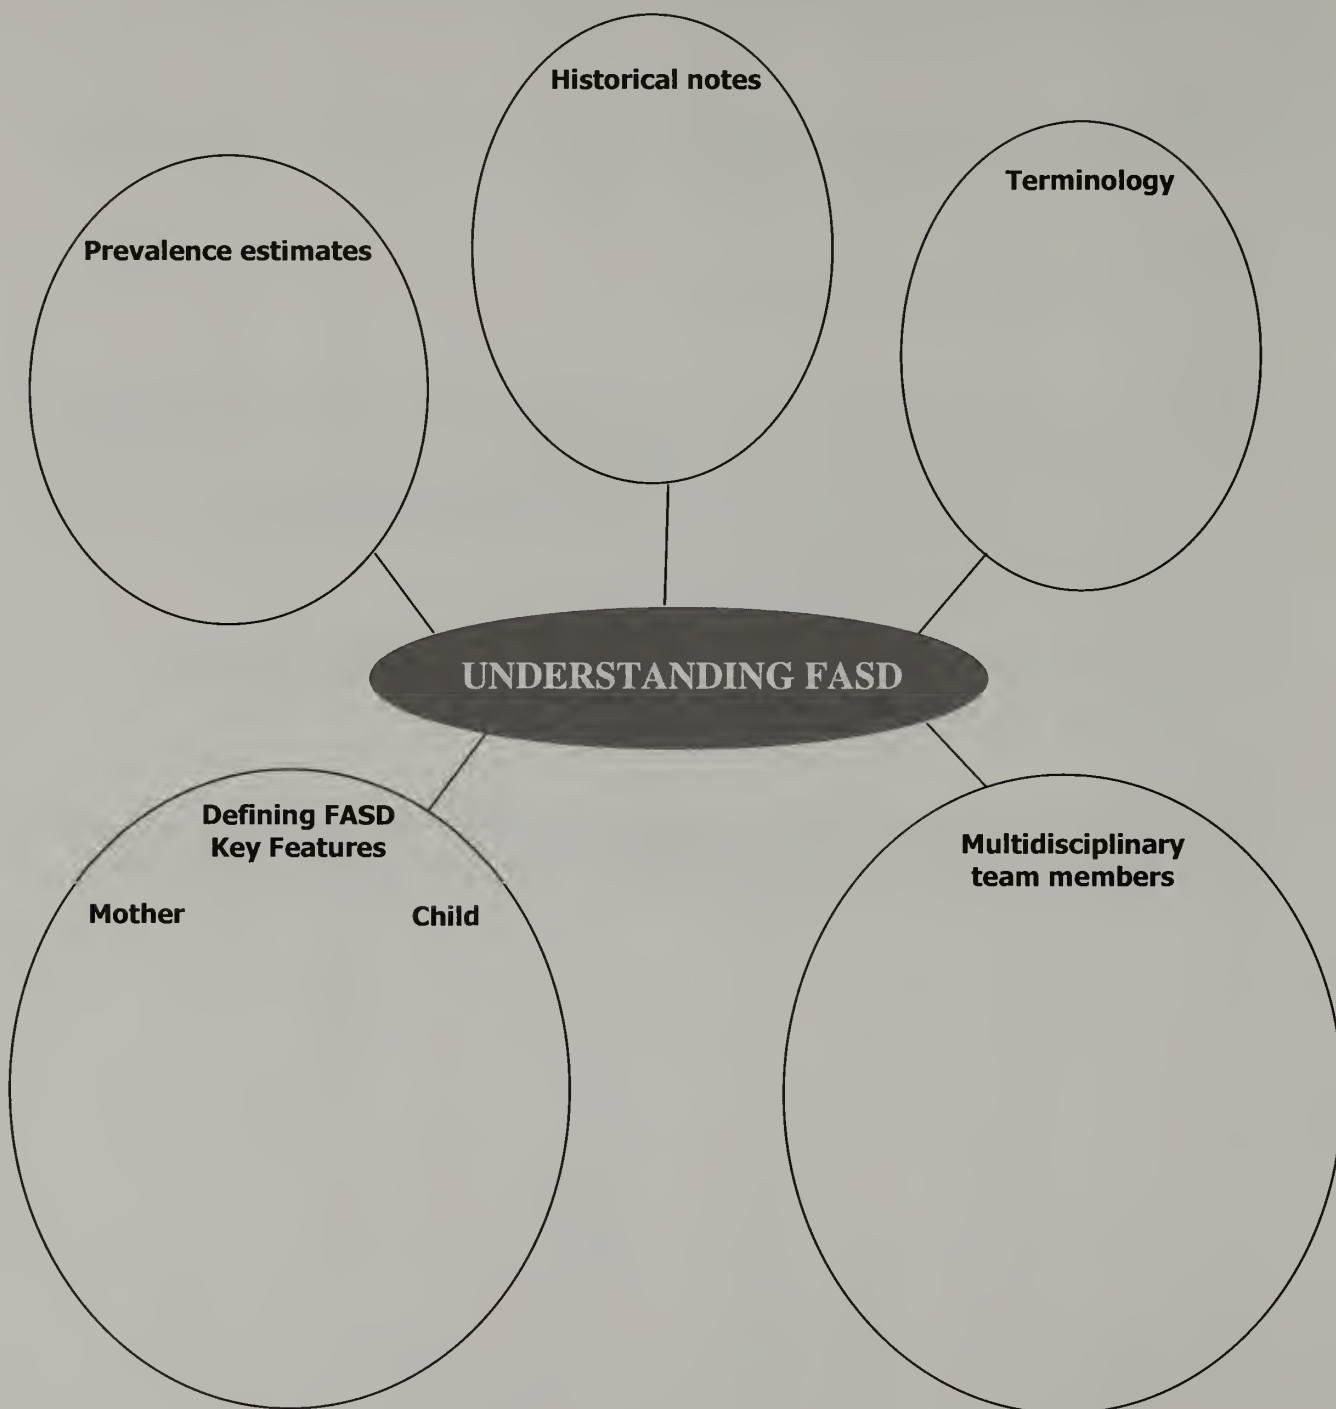 Historical notes
Terminology
Prevalence estimates
UNDERSTANDING FASD
Defining FASD
Key Features
Mother
Child
Multidisciplinary
team members